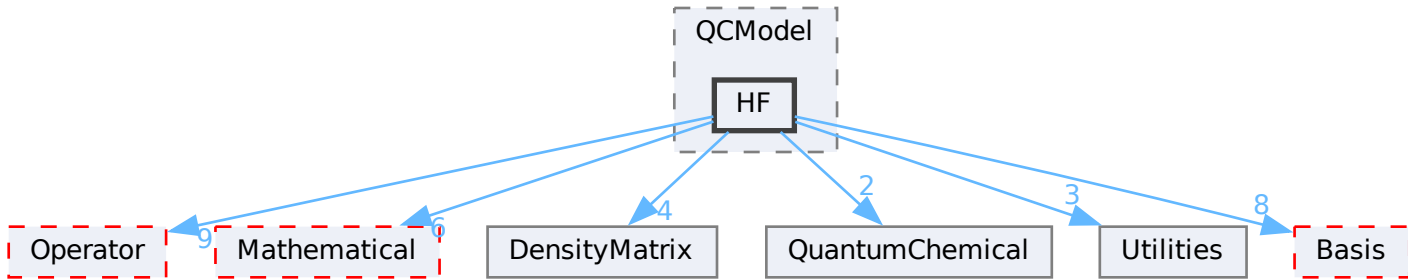 QCModel
HF
9
6
4
2
3
8
Operator
Mathematical
DensityMatrix
QuantumChemical
Utilities
Basis